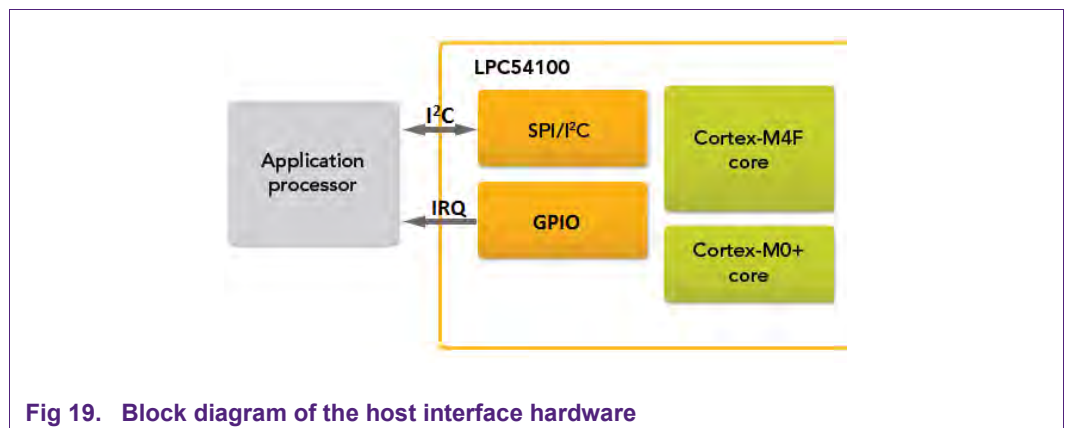 LPC54100
I²C
SPI/I²C
Cortex-M4F
core
Application
processor
IRQ
GPIO
Cortex-M0+
core
Fig 19. Block diagram of the host interface hardware